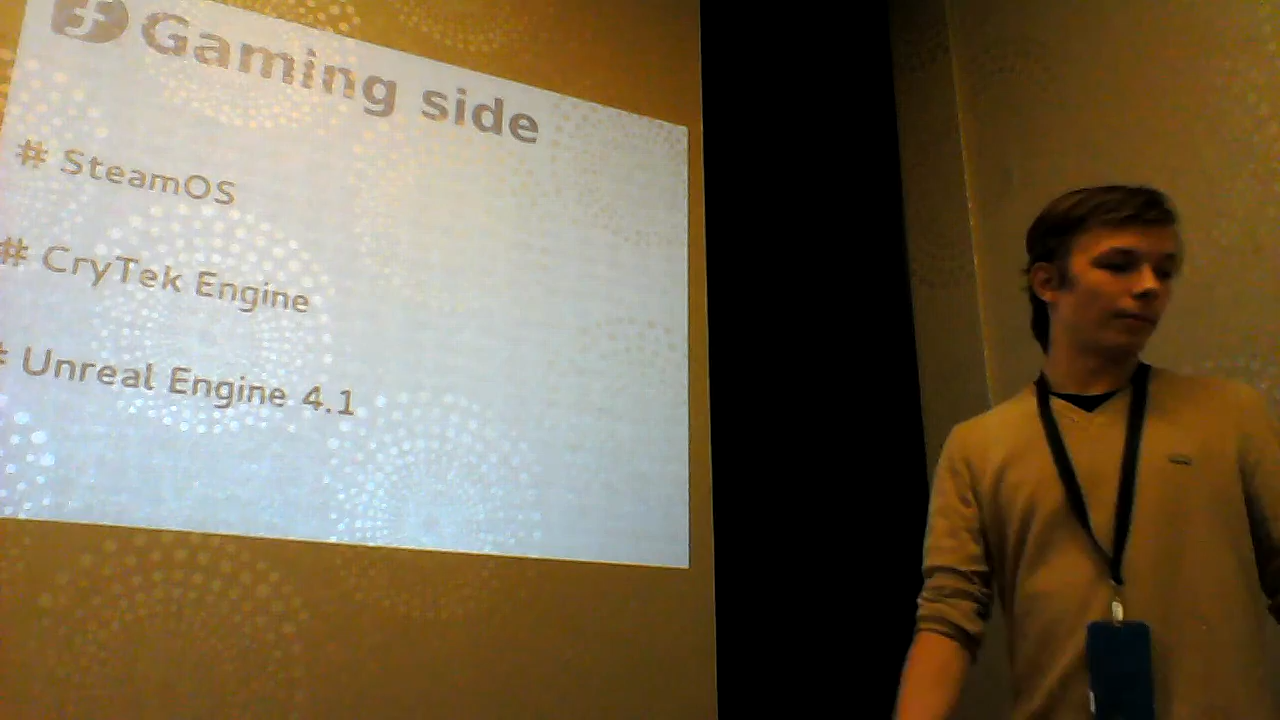 Gaming side
# SteamOS
# CryTek Engine
# Unreal Engine 4.1